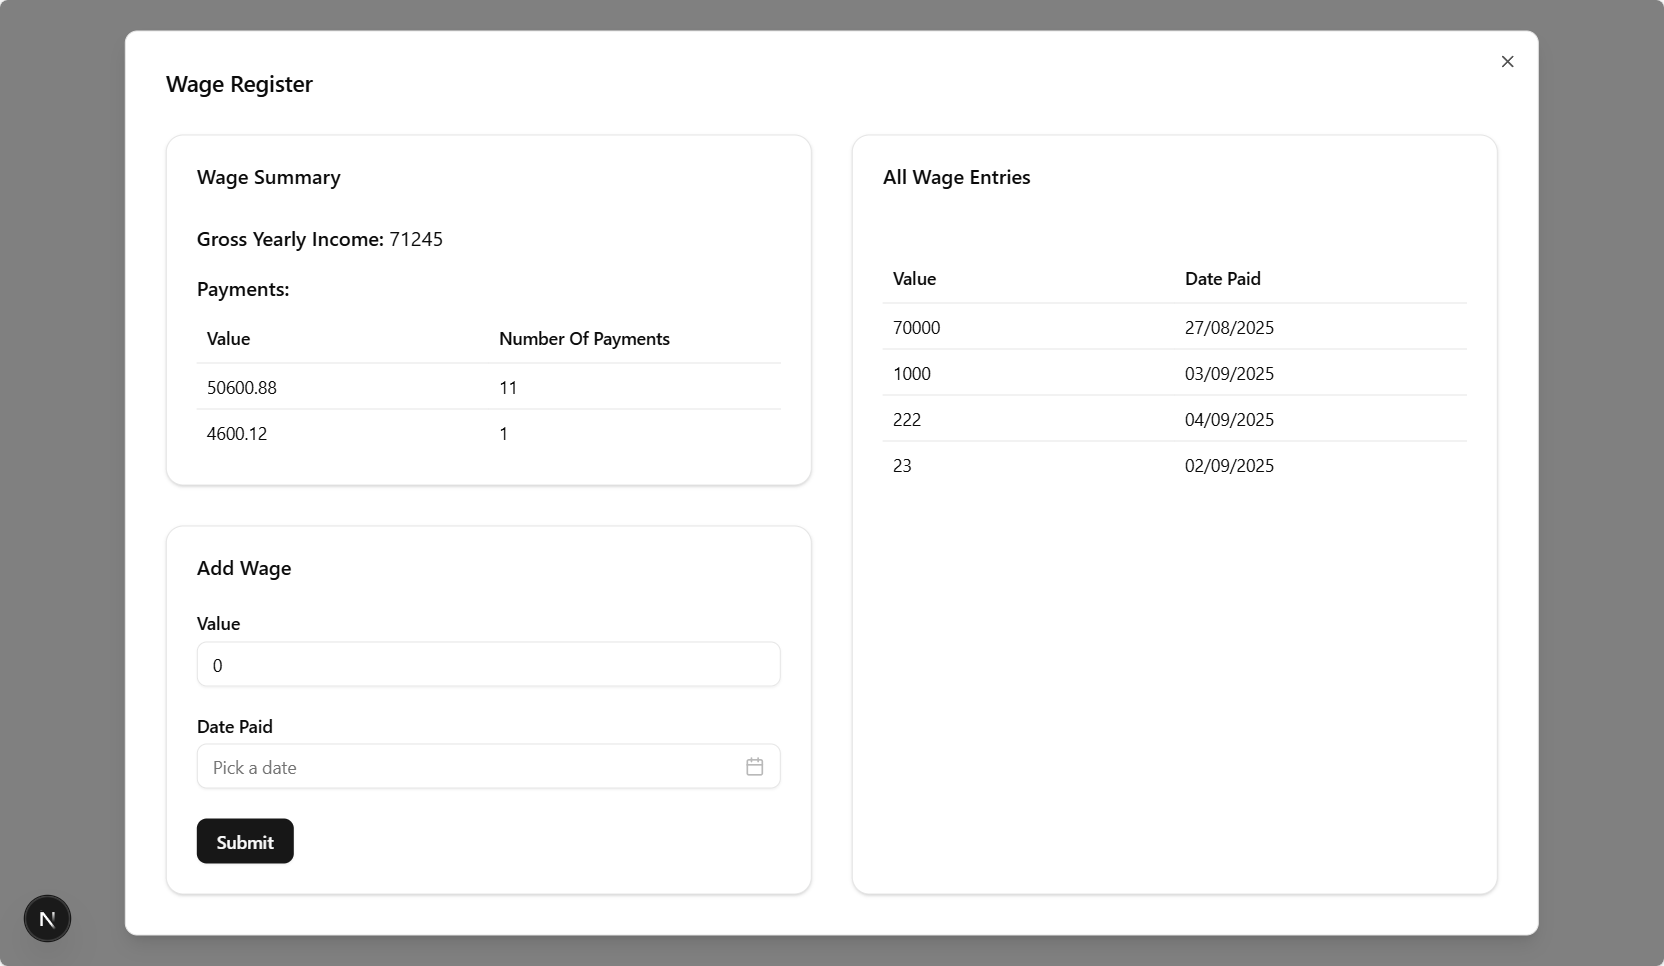 Wage Register
Wage Summary
Gross Yearly Income: 71245
Payments:
Value Number Of Payments
50600.88 11
4600.12 1
Add Wage
Value
0
Date Paid
Pick a date
Submit
All Wage Entries
Value Date Paid
70000 27/08/2025
1000 03/09/2025
222 04/09/2025
23 02/09/2025
N